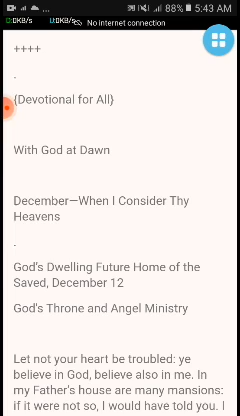 0:0KB/s U:0KB/s No internet connection 88% 5:43 AM
++++
.
{Devotional for All}
With God at Dawn
December—When I Consider Thy
Heavens
.
God's Dwelling Future Home of the
Saved, December 12
God's Throne and Angel Ministry
Let not your heart be troubled: ye
believe in God, believe also in me. In
my Father's house are many mansions:
if it were not so, I would have told you. I